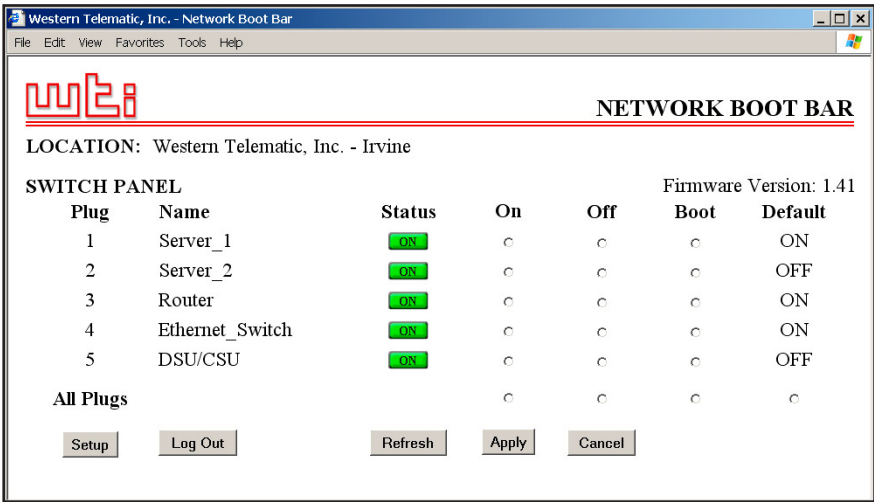 Western Telematic, Inc. - Network Boot Bar
File Edit View Favorites Tools Help
wti
NETWORK BOOT BAR
LOCATION: Western Telematic, Inc. - Irvine
SWITCH PANEL Firmware Version: 1.41
Plug Name Status On Off Boot Default
1 Server_1 ON ON
2 Server_2 ON OFF
3 Router ON ON
4 Ethernet_Switch ON ON
5 DSU/CSU ON OFF
All Plugs
Setup Log Out Refresh Apply Cancel